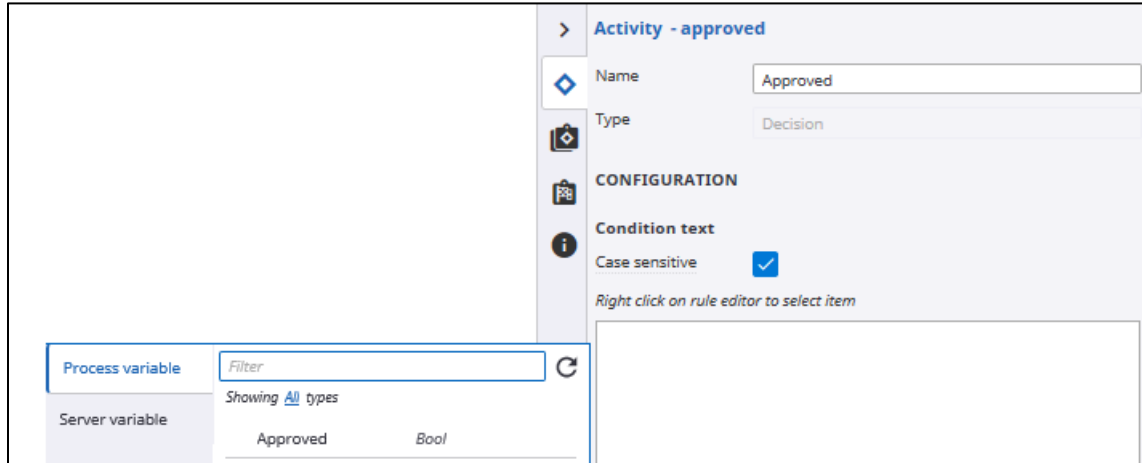 Activity - approved
Name
Approved
Type
Decision
CONFIGURATION
Condition text
Case sensitive
Right click on rule editor to select item
Process variable
Filter
Showing All types
Server variable
Approved Bool